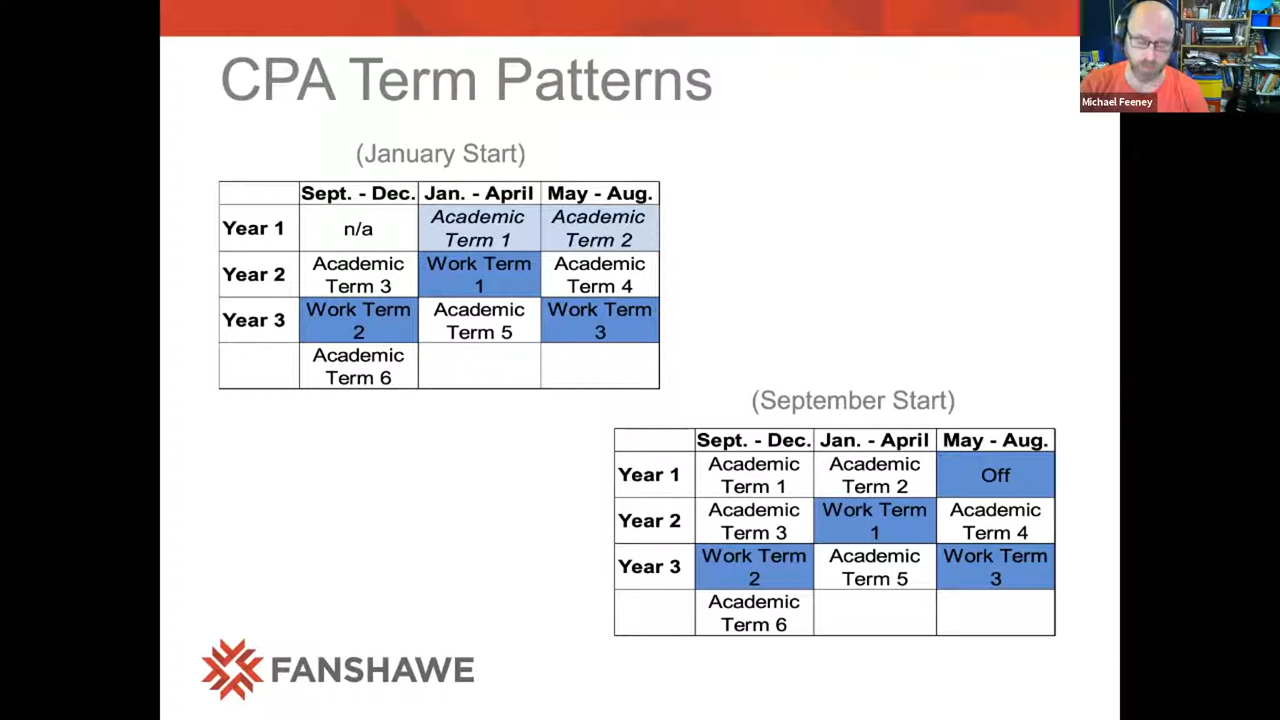 CPA Term Patterns
Michael Feeney
(January Start)
Sept. - Dec. Jan. - April May - Aug.
Year 1 n/a Academic Term 1 Academic Term 2
Year 2 Academic Term 3 Work Term 1 Academic Term 4
Year 3 Work Term 2 Academic Term 5 Work Term 3
Academic Term 6
(September Start)
Sept. - Dec. Jan. - April May - Aug.
Year 1 Academic Term 1 Academic Term 2 Off
Year 2 Academic Term 3 Work Term 1 Academic Term 4
Year 3 Work Term 2 Academic Term 5 Work Term 3
Academic Term 6
FANSHAWE